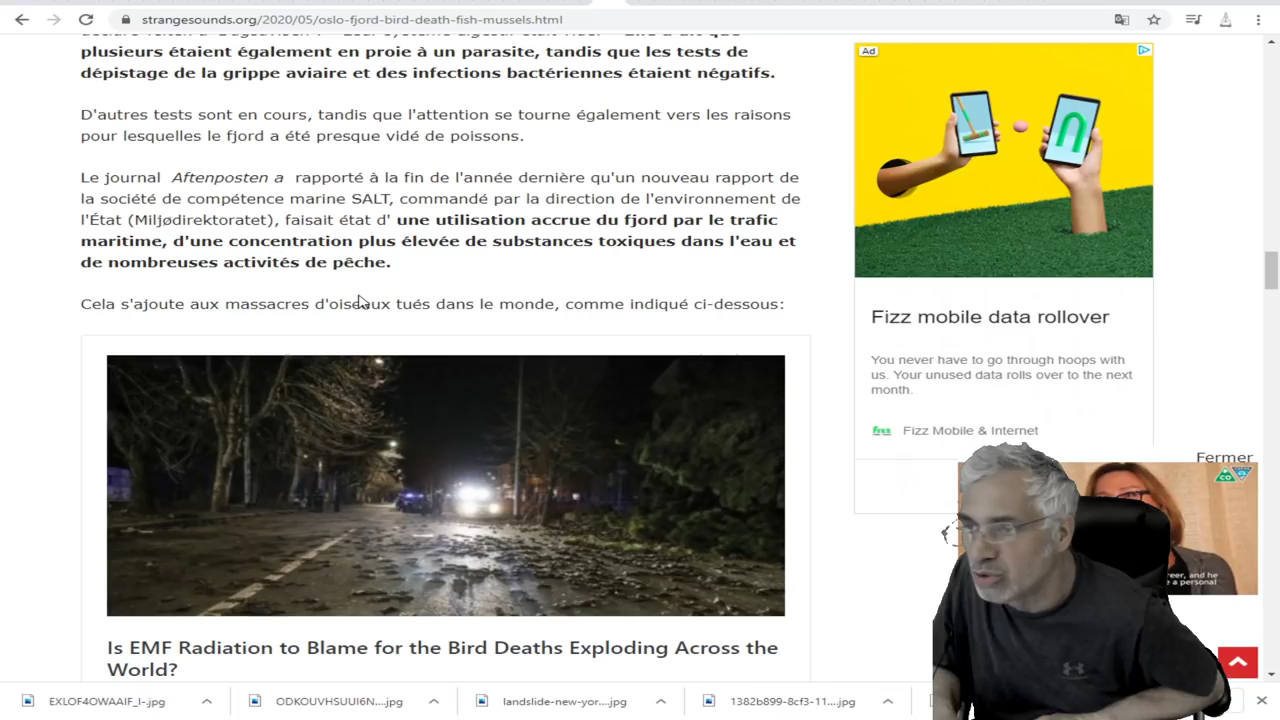 strangesounds.org/2020/05/oslo-fjord-bird-death-fish-mussels.html
plusieurs étaient également en proie à un parasite, tandis que les tests de
dépistage de la grippe aviaire et des infections bactériennes étaient négatifs.
D'autres tests sont en cours, tandis que l'attention se tourne également vers les raisons
pour lesquelles le fjord a été presque vidé de poissons.
Le journal Aftenposten a rapporté à la fin de l'année dernière qu'un nouveau rapport de
la société de compétence marine SALT, commandé par la direction de l'environnement de
l'État (Miljødirektoratet), faisait état d' une utilisation accrue du fjord par le trafic
maritime, d'une concentration plus élevée de substances toxiques dans l'eau et
de nombreuses activités de pêche.
Cela s'ajoute aux massacres d'oiseaux tués dans le monde, comme indiqué ci-dessous:
Is EMF Radiation to Blame for the Bird Deaths Exploding Across the
World?
Ad
Fizz mobile data rollover
You never have to go through hoops with
us. Your unused data rolls over to the next
month.
fizz
Fizz Mobile & Internet
Fermer
CO
and he
a personal
EXLOF4OWAAIF_I-.jpg
ODKOUVHSUUI6N....jpg
landslide-new-yor....jpg
1382b899-8cf3-11....jpg